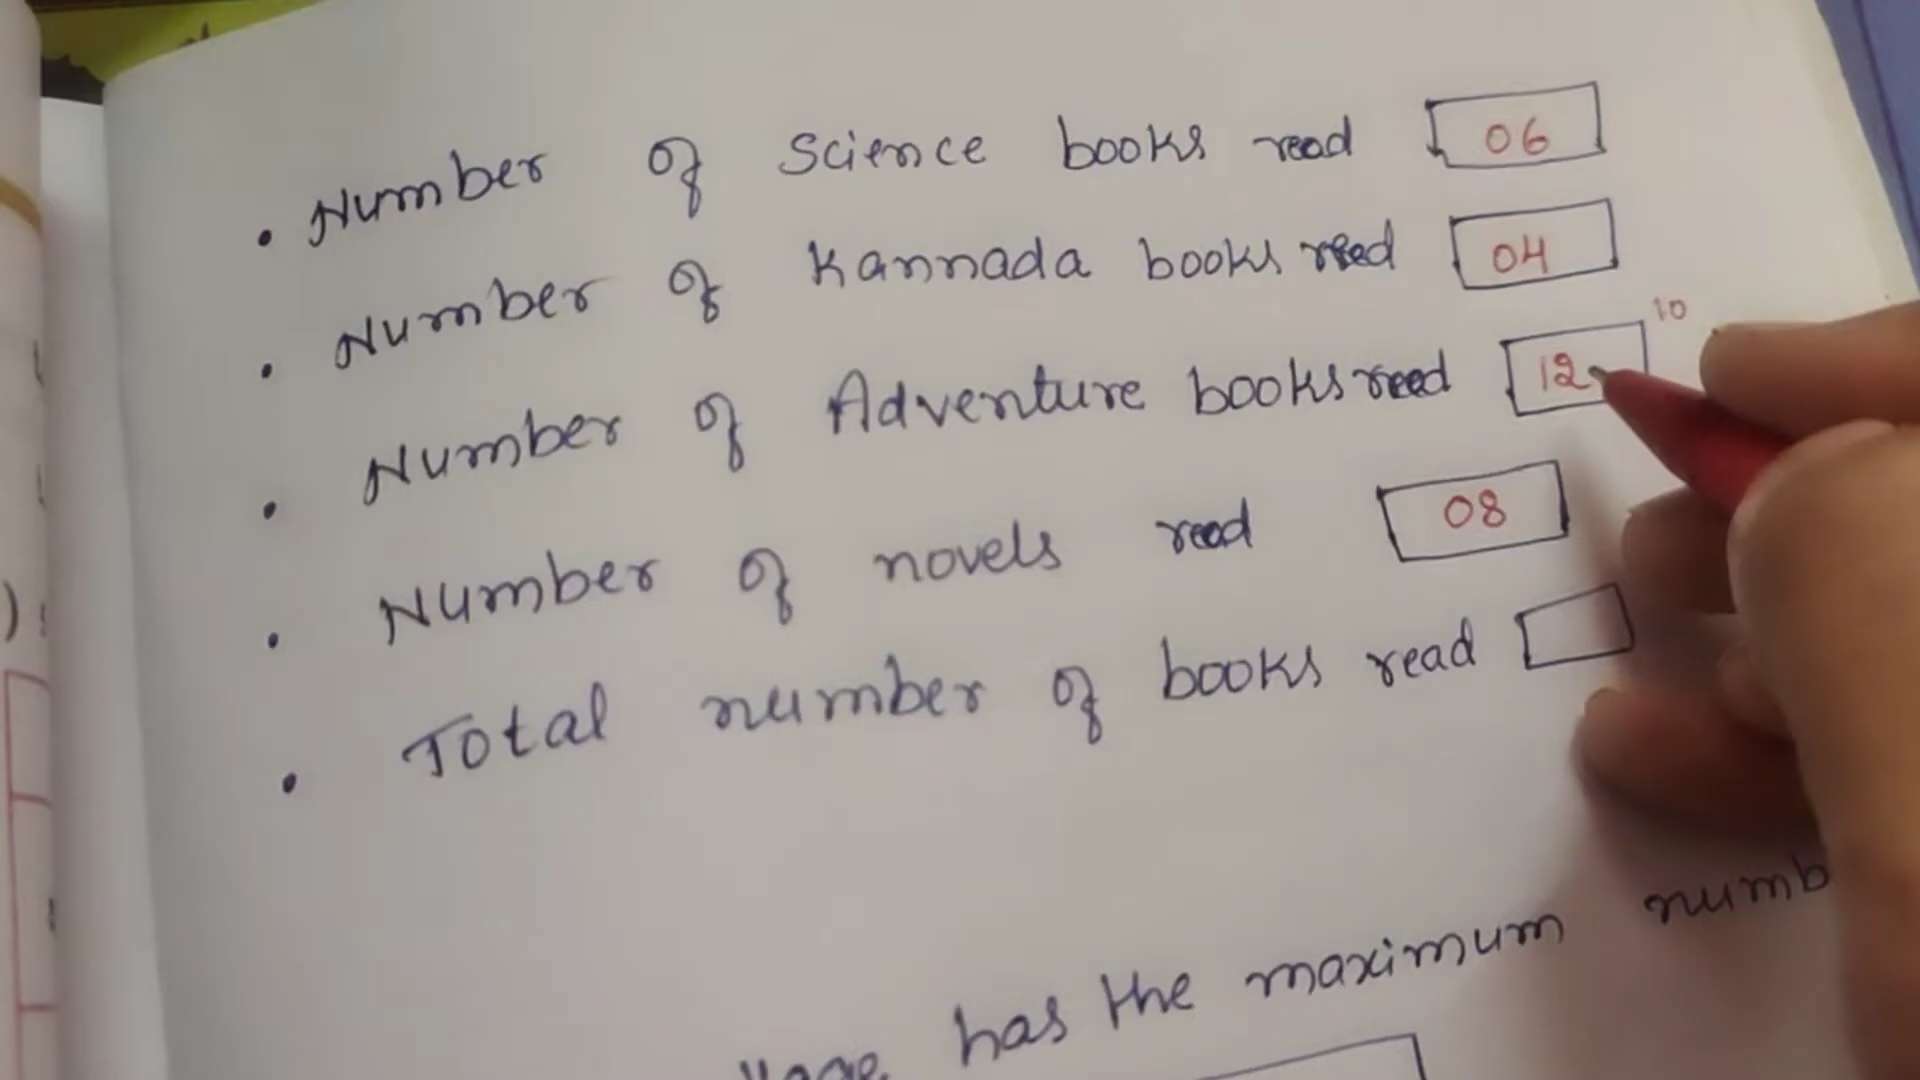 • Number of Science books read 06
• Number of Kannada books read 04
10
• Number of Adventure books read 12
• Number of novels read 08
• Total number of books read
has the maximum numb